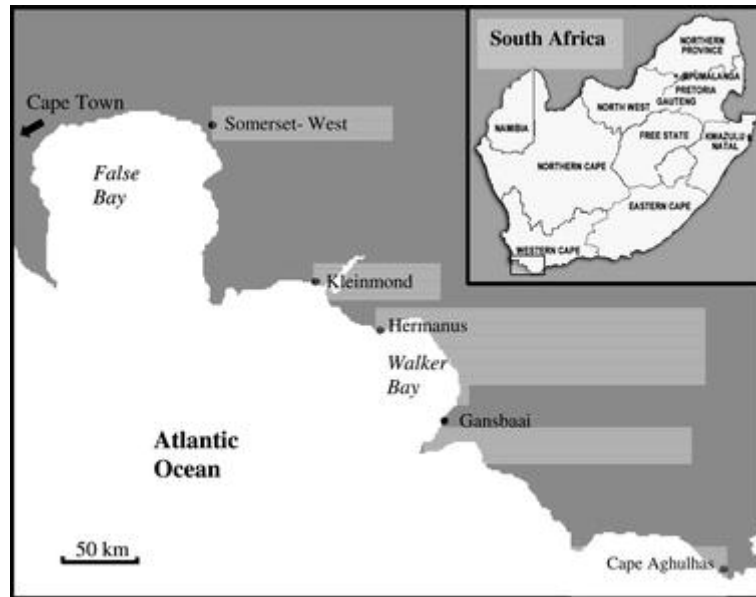 South Africa
NORTHERN
PROVINCE
MPUMALANGA
PRETORIA
GAUTENG
NORTH WEST
NAMIBIA
FREE STATE
KWAZULU
NATAL
NORTHERN CAPE
EASTERN CAPE
WESTERN CAPE
Cape Town
Somerset- West
False
Bay
Kleinmond
Hermanus
Walker
Bay
Gansbaai
Atlantic
Ocean
50 km
Cape Aghulhas